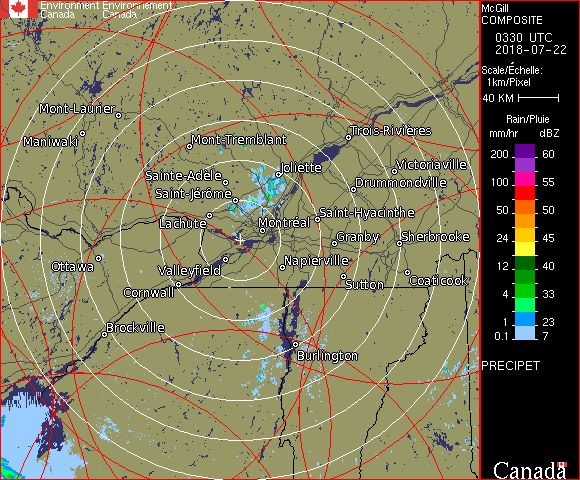 Environment Environnement
Canada Canada
McGill
COMPOSITE
0330 UTC
2018-07-22
Scale/Échelle:
1km/Pixel
40 KM
Rain/Pluie
mm/hr dBZ
200 60
100 55
50 50
24 45
12 40
4 33
1 23
0.1 7
PRECIPET
Canada
Mont-Laurier
Maniwaki
Mont-Tremblant
Trois-Rivières
Sainte-Adèle
Joliette
Victoriaville
Saint-Jérôme
Drummondville
Lachute
Montréal
Saint-Hyacinthe
Granby
Sherbrooke
Ottawa
Valleyfield
Napierville
Cornwall
Sutton
Coaticook
Brockville
Burlington